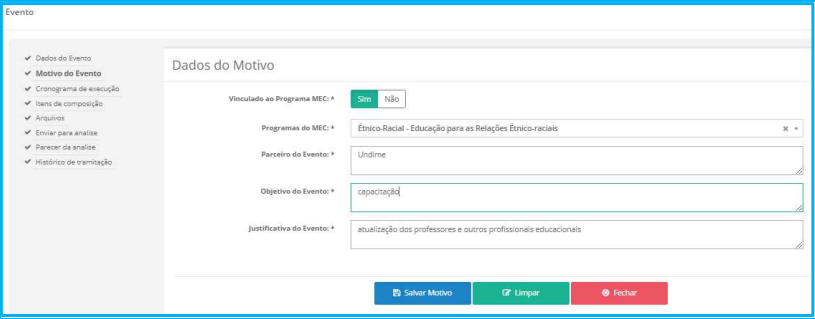 Evento
Dados do Evento
Motivo do Evento
Cronograma de execução
Itens de composição
Arquivos
Enviar para analise
Parecer da analise
Histórico de tramitação
Dados do Motivo
Vinculado ao Programa MEC: * Sim Não
Programas do MEC: * Étnico-Racial - Educação para as Relações Étnico-raciais
Parceiro do Evento: * Undime
Objetivo do Evento: * capacitação
Justificativa do Evento: * atualização dos professores e outros profissionais educacionais
Salvar Motivo Limpar Fechar